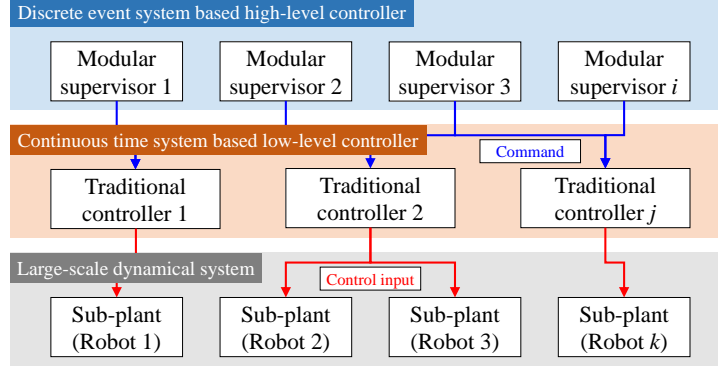 Discrete event system based high-level controller
Modular
supervisor 1
Modular
supervisor 2
Modular
supervisor 3
Modular
supervisor i
Continuous time system based low-level controller
Command
Traditional
controller 1
Traditional
controller 2
Traditional
controller j
Large-scale dynamical system
Control input
Sub-plant
(Robot 1)
Sub-plant
(Robot 2)
Sub-plant
(Robot 3)
Sub-plant
(Robot k)